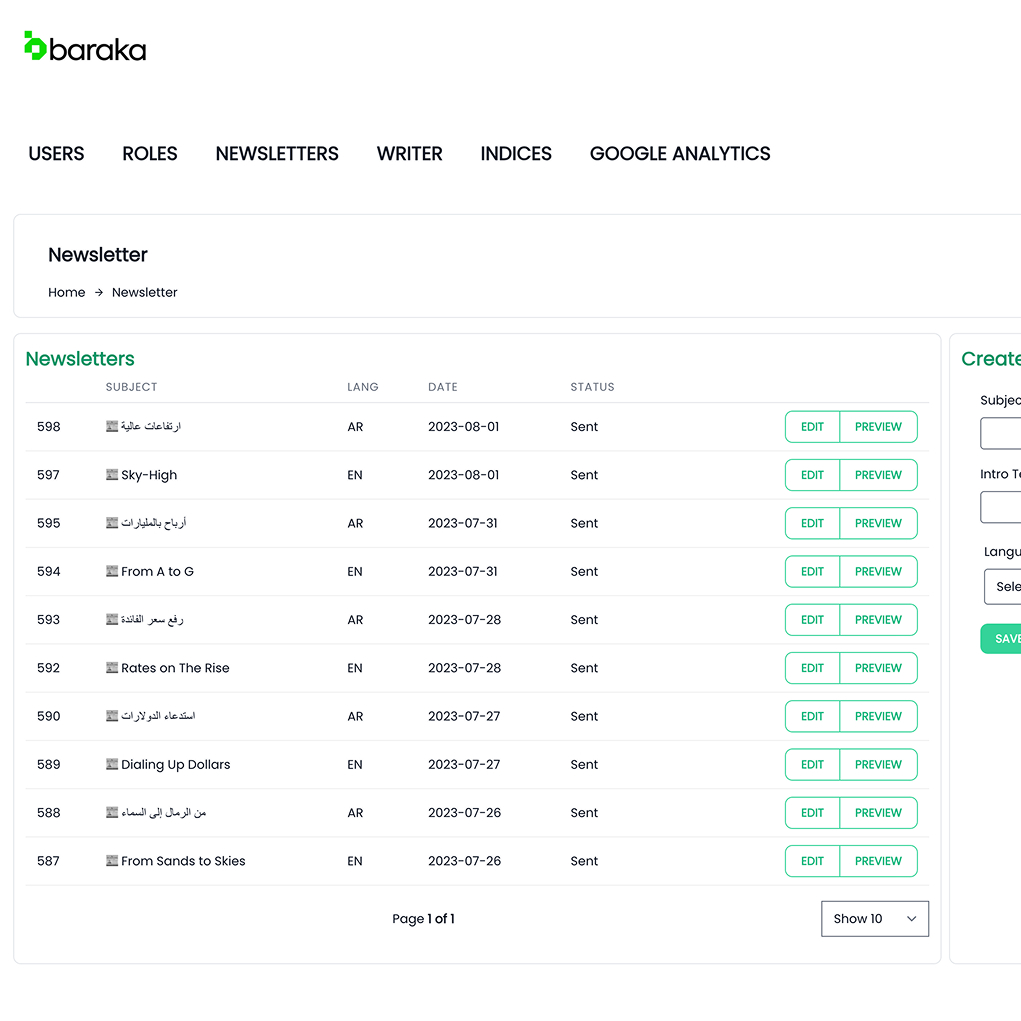 baraka
USERS ROLES NEWSLETTERS WRITER INDICES GOOGLE ANALYTICS
Newsletter
Home → Newsletter
Newsletters
SUBJECT LANG DATE STATUS
598 ارتفاعات عالية AR 2023-08-01 Sent EDIT PREVIEW
597 Sky-High EN 2023-08-01 Sent EDIT PREVIEW
595 أرباح بالمليارات AR 2023-07-31 Sent EDIT PREVIEW
594 From A to G EN 2023-07-31 Sent EDIT PREVIEW
593 رفع سعر الفائدة AR 2023-07-28 Sent EDIT PREVIEW
592 Rates on The Rise EN 2023-07-28 Sent EDIT PREVIEW
590 استدعاء الدولارات AR 2023-07-27 Sent EDIT PREVIEW
589 Dialing Up Dollars EN 2023-07-27 Sent EDIT PREVIEW
588 من الرمال إلى السماء AR 2023-07-26 Sent EDIT PREVIEW
587 From Sands to Skies EN 2023-07-26 Sent EDIT PREVIEW
Page 1 of 1
Show 10
Create
Subjec
Intro Te
Langu
Sele
SAVE